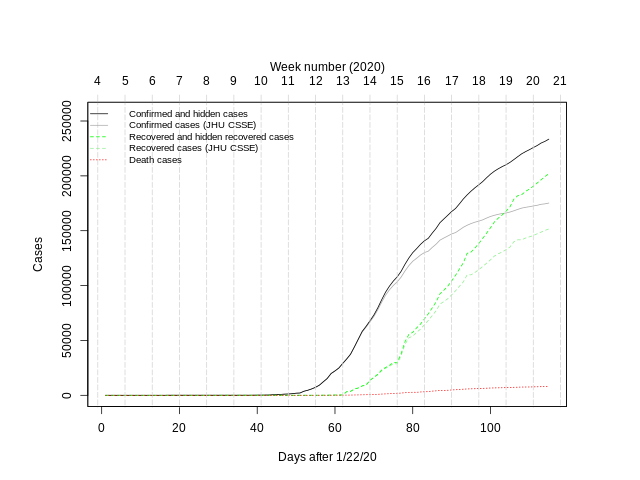 Week number (2020)
4 5 6 7 8 9 10 11 12 13 14 15 16 17 18 19 20 21
Confirmed and hidden cases
Confirmed cases (JHU CSSE)
Recovered and hidden recovered cases
Recovered cases (JHU CSSE)
Death cases
250000
200000
150000
100000
50000
0
Cases
0 20 40 60 80 100
Days after 1/22/20